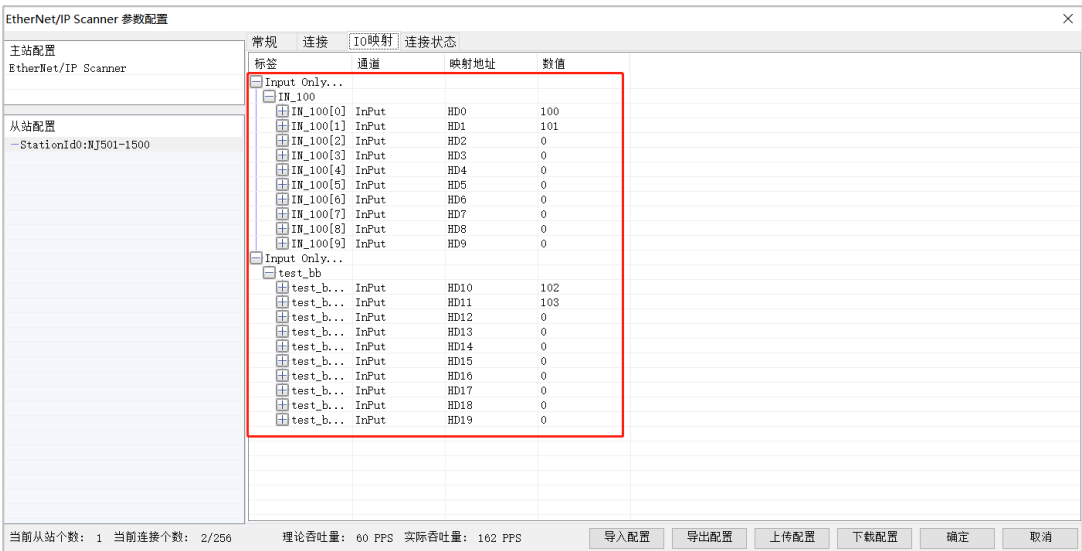 EtherNet/IP Scanner 参数配置
主站配置
EtherNet/IP Scanner
从站配置
StationId0:NJ501-1500
常规 连接 IO映射 连接状态
标签 通道 映射地址 数值
Input Only...
IN_100
IN_100[0] InPut HD0 100
IN_100[1] InPut HD1 101
IN_100[2] InPut HD2 0
IN_100[3] InPut HD3 0
IN_100[4] InPut HD4 0
IN_100[5] InPut HD5 0
IN_100[6] InPut HD6 0
IN_100[7] InPut HD7 0
IN_100[8] InPut HD8 0
IN_100[9] InPut HD9 0
Input Only...
test_bb
test_b... InPut HD10 102
test_b... InPut HD11 103
test_b... InPut HD12 0
test_b... InPut HD13 0
test_b... InPut HD14 0
test_b... InPut HD15 0
test_b... InPut HD16 0
test_b... InPut HD17 0
test_b... InPut HD18 0
test_b... InPut HD19 0
当前从站个数: 1 当前连接个数: 2/256 理论吞吐量: 60 PPS 实际吞吐量: 162 PPS 导入配置 导出配置 上传配置 下载配置 确定 取消